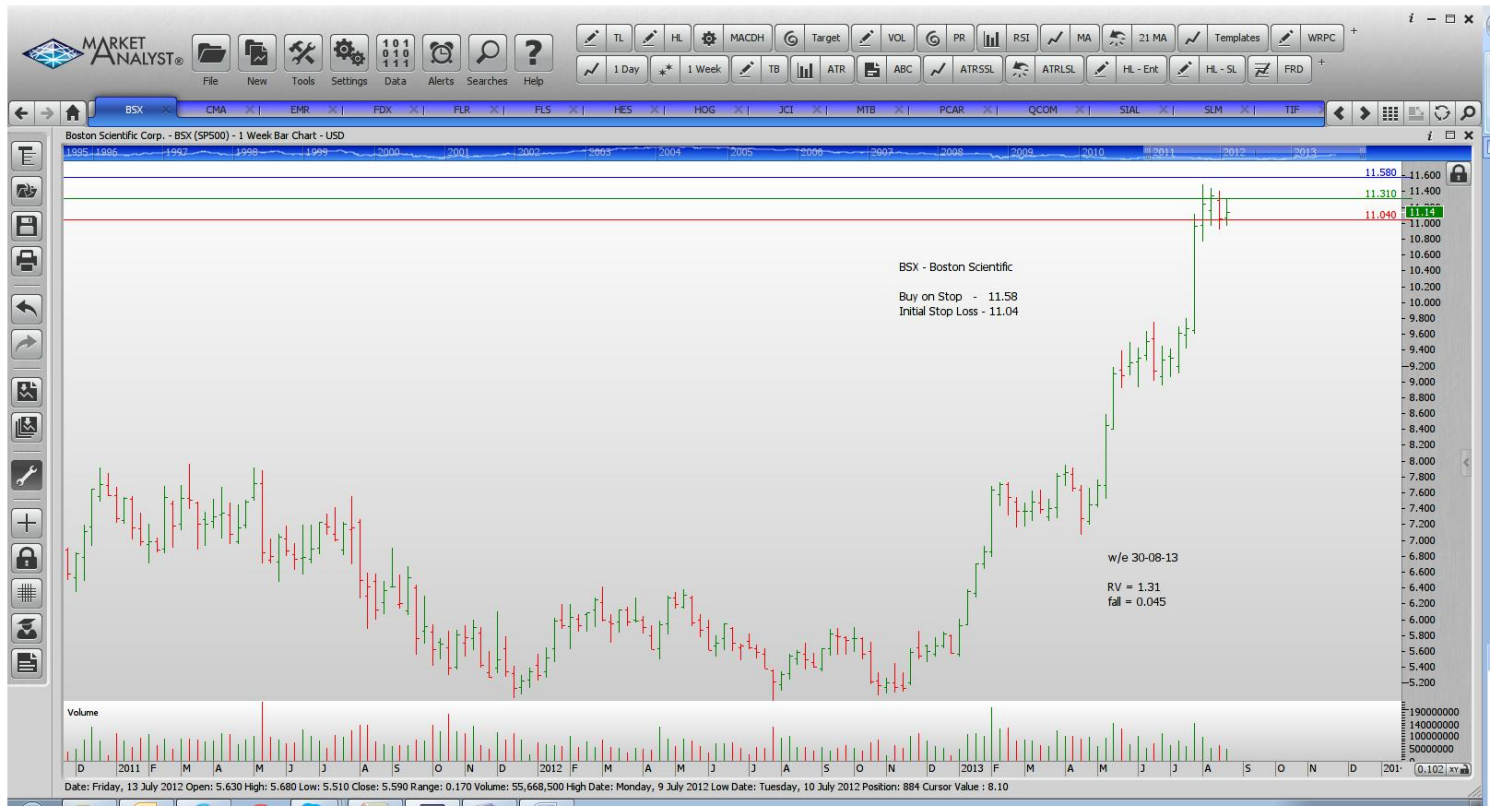 i
MARKET ANALYST®
File New Tools Settings Data Alerts Searches Help
TL HL MACDH Target VOL PR RSI MA 21 MA Templates WRPC +
1 Day 1 Week TB ATR ABC ATRSSL ATRLSL HL - Ent HL - SL FRD +
BSX CMA EMR FDX FLR FLS HES HOG JCI MTB PCAR QCOM SIAL SLM TIF
Boston Scientific Corp. - BSX (SP500) - 1 Week Bar Chart - USD
1995 1996 1997 1998 1999 2000 2001 2002 2003 2004 2005 2006 2007 2008 2009 2010 2011 2012 2013
11.580
11.600
11.310
11.400
11.14
11.040
11.000
10.800
10.600
BSX - Boston Scientific
10.400
10.200
Buy on Stop - 11.58
10.000
Initial Stop Loss - 11.04
9.800
9.600
9.400
9.200
9.000
8.800
8.600
8.400
8.200
8.000
7.800
7.600
7.400
7.200
7.000
w/e 30-08-13
6.800
6.600
RV = 1.31
6.400
fall = 0.045
6.200
6.000
5.800
5.600
5.400
5.200
Volume
190000000
140000000
100000000
50000000
D 2011 F M A M J J A S O N D 2012 F M A M J J A S O N D 2013 F M A M J J A S O N D 201
0.102 XY
Date: Friday, 13 July 2012 Open: 5.630 High: 5.680 Low: 5.510 Close: 5.590 Range: 0.170 Volume: 55,668,500 High Date: Monday, 9 July 2012 Low Date: Tuesday, 10 July 2012 Position: 884 Cursor Value : 8.10